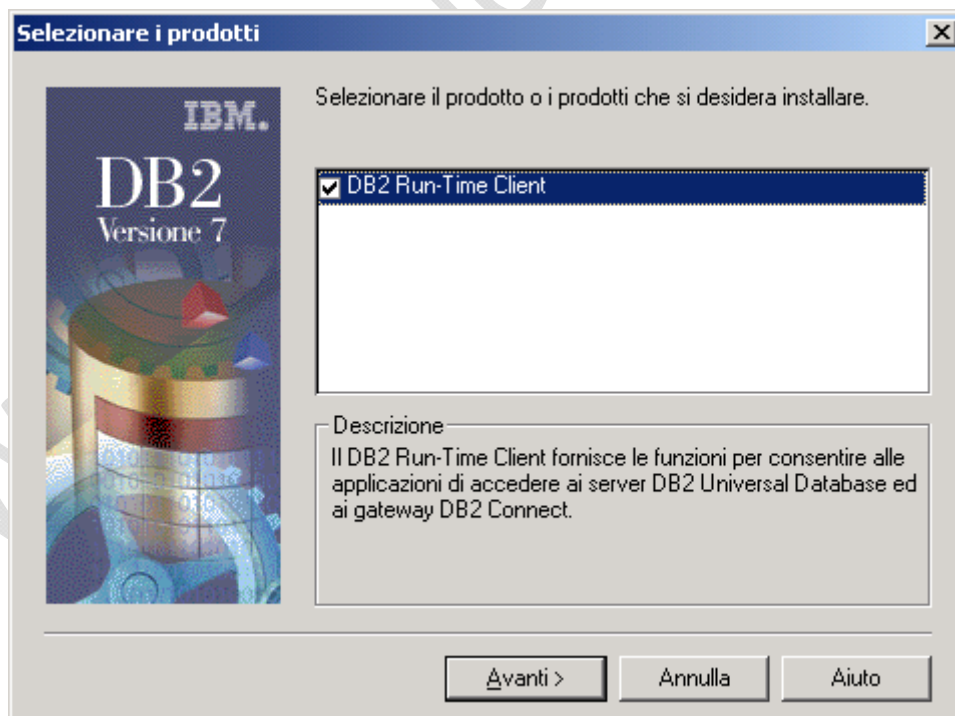 Selezionare i prodotti
IBM.
DB2
Versione 7
Selezionare il prodotto o i prodotti che si desidera installare.
DB2 Run-Time Client
Descrizione
Il DB2 Run-Time Client fornisce le funzioni per consentire alle
applicazioni di accedere ai server DB2 Universal Database ed
ai gateway DB2 Connect.
Avanti >
Annulla
Aiuto